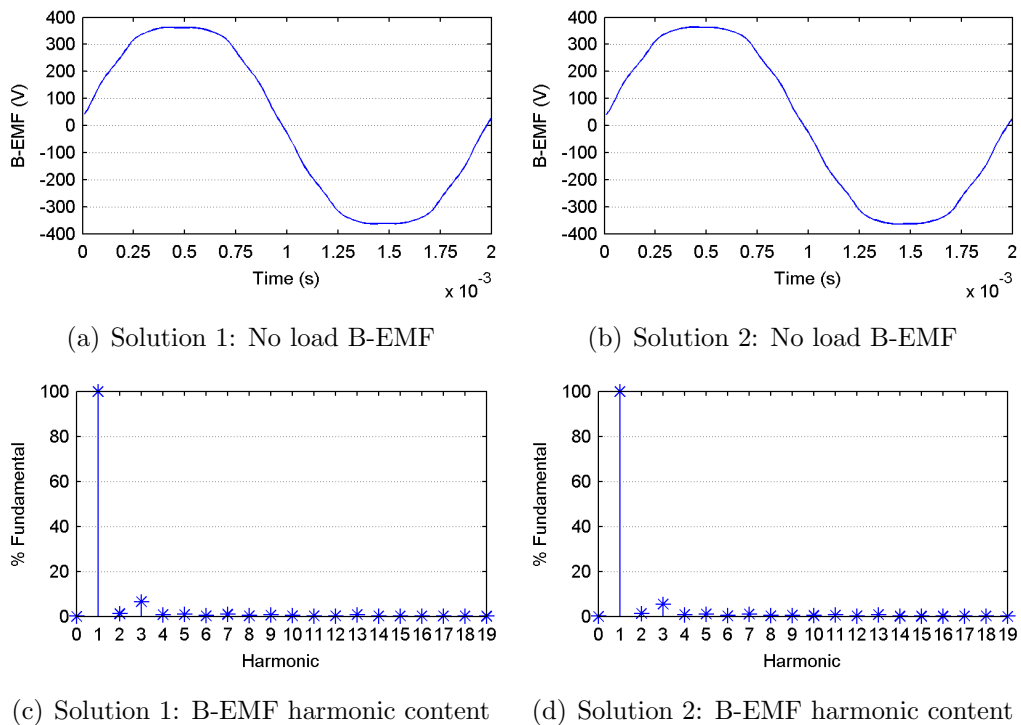 400
300
200
100
0
-100
-200
-300
-400
B-EMF (V)
0 0.25 0.5 0.75 1 1.25 1.5 1.75 2
Time (s)
x 10⁻³
(a) Solution 1: No load B-EMF
400
300
200
100
0
-100
-200
-300
-400
B-EMF (V)
0 0.25 0.5 0.75 1 1.25 1.5 1.75 2
Time (s)
x 10⁻³
(b) Solution 2: No load B-EMF
100
80
60
40
20
0
% Fundamental
0 1 2 3 4 5 6 7 8 9 10 11 12 13 14 15 16 17 18 19
Harmonic
(c) Solution 1: B-EMF harmonic content
100
80
60
40
20
0
% Fundamental
0 1 2 3 4 5 6 7 8 9 10 11 12 13 14 15 16 17 18 19
Harmonic
(d) Solution 2: B-EMF harmonic content